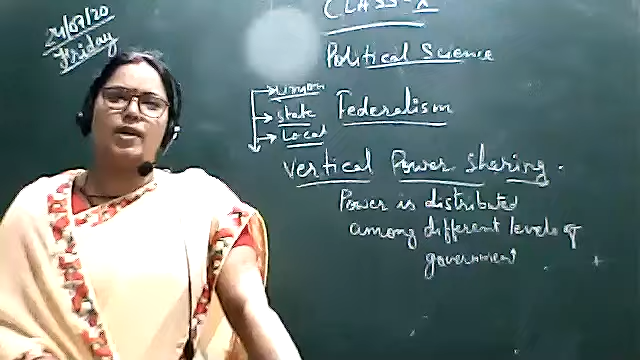 24/07/20
Friday
CLASS-X
Political Science
Union
State
Local
Federalism
Vertical Power Sharing.
Power is distributed
among different levels of
government